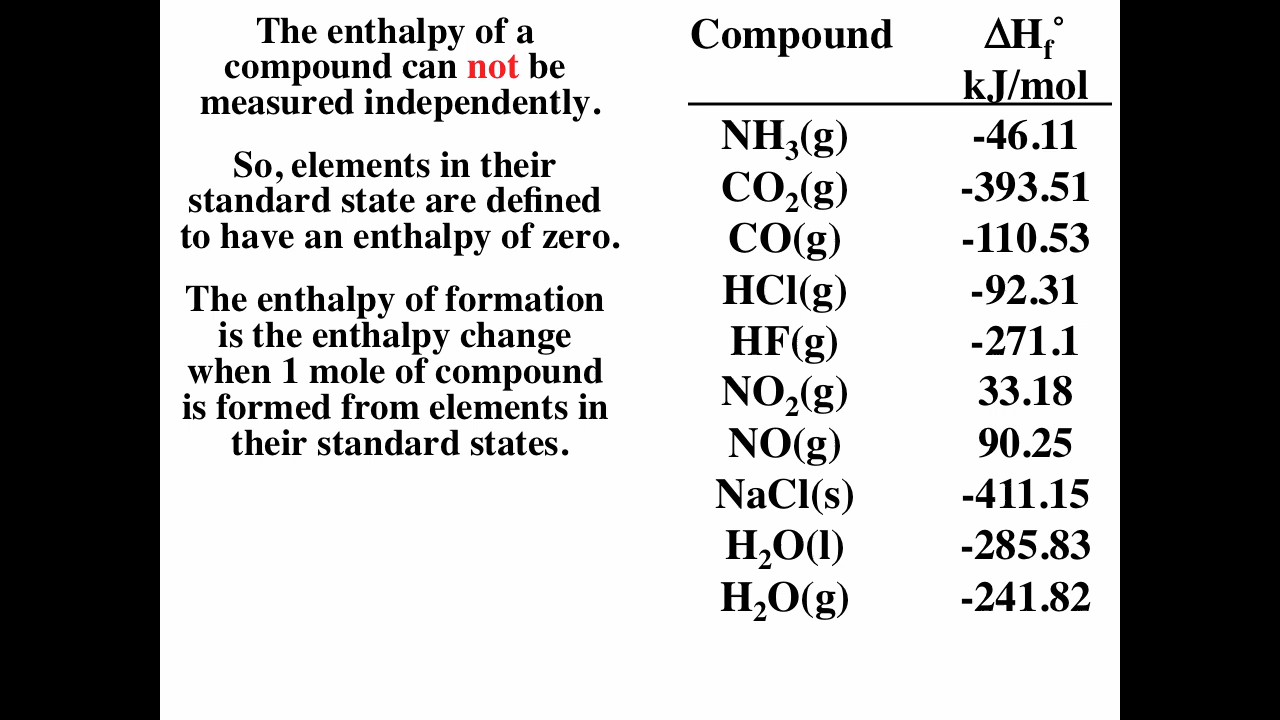 The enthalpy of a
compound can not be
measured independently.
So, elements in their
standard state are defined
to have an enthalpy of zero.
The enthalpy of formation
is the enthalpy change
when 1 mole of compound
is formed from elements in
their standard states.
Compound ΔHf°
kJ/mol
NH₃(g) -46.11
CO₂(g) -393.51
CO(g) -110.53
HCl(g) -92.31
HF(g) -271.1
NO₂(g) 33.18
NO(g) 90.25
NaCl(s) -411.15
H₂O(l) -285.83
H₂O(g) -241.82